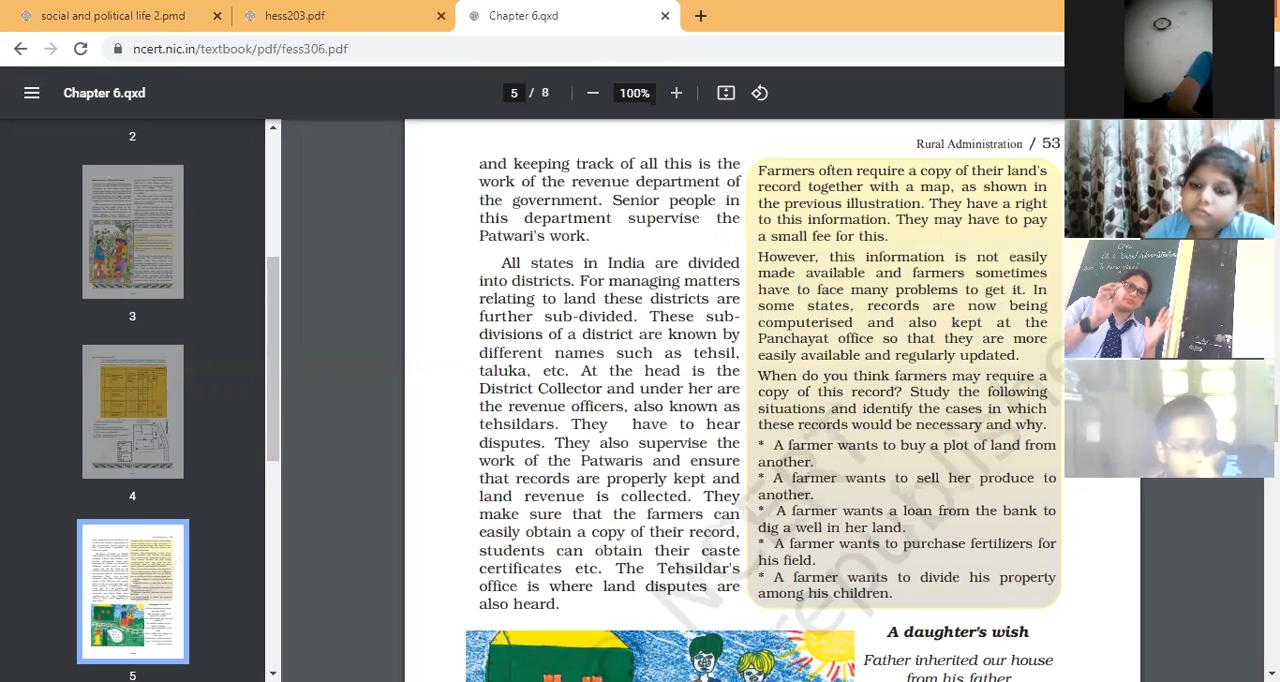 social and political life 2.pmd
hess203.pdf
Chapter 6.qxd
ncert.nic.in/textbook/pdf/fess306.pdf
Chapter 6.qxd
5 / 8
100%
2
3
4
5
Rural Administration / 53
and keeping track of all this is the
work of the revenue department of
the government. Senior people in
this department supervise the
Patwari's work.
All states in India are divided
into districts. For managing matters
relating to land these districts are
further sub-divided. These sub-
divisions of a district are known by
different names such as tehsil,
taluka, etc. At the head is the
District Collector and under her are
the revenue officers, also known as
tehsildars. They have to hear
disputes. They also supervise the
work of the Patwaris and ensure
that records are properly kept and
land revenue is collected. They
make sure that the farmers can
easily obtain a copy of their record,
students can obtain their caste
certificates etc. The Tehsildar's
office is where land disputes are
also heard.
Farmers often require a copy of their land's
record together with a map, as shown in
the previous illustration. They have a right
to this information. They may have to pay
a small fee for this.
However, this information is not easily
made available and farmers sometimes
have to face many problems to get it. In
some states, records are now being
computerised and also kept at the
Panchayat office so that they are more
easily available and regularly updated.
When do you think farmers may require a
copy of this record? Study the following
situations and identify the cases in which
these records would be necessary and why.
* A farmer wants to buy a plot of land from
another.
* A farmer wants to sell her produce to
another.
* A farmer wants a loan from the bank to
dig a well in her land.
* A farmer wants to purchase fertilizers for
his field.
* A farmer wants to divide his property
among his children.
A daughter's wish
Father inherited our house
from his father